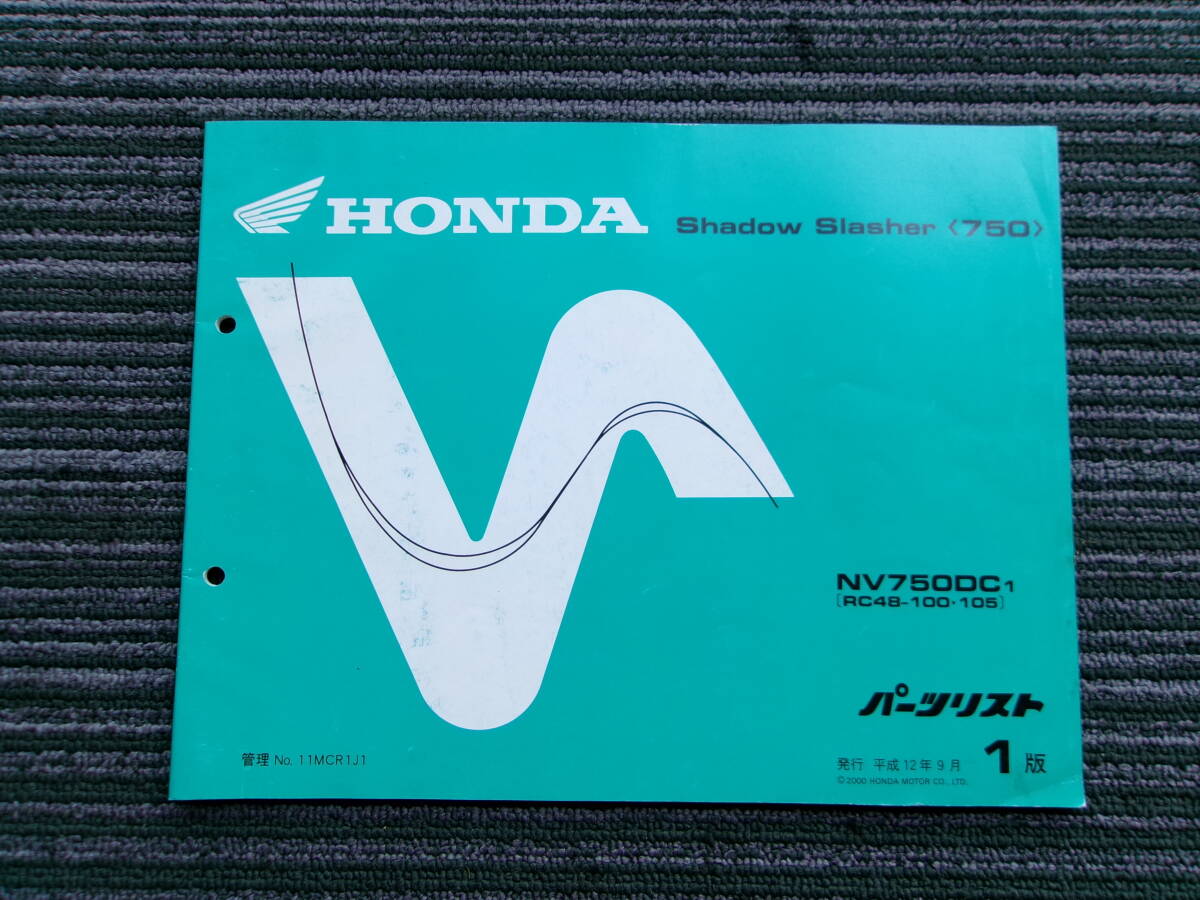 HONDA Shadow Slasher〈750〉
NV750DC1
〔RC48-100・105〕
パーツリスト
管理 No. 11MCR1J1
発行 平成12年9月 1版
© 2000 HONDA MOTOR CO., LTD.